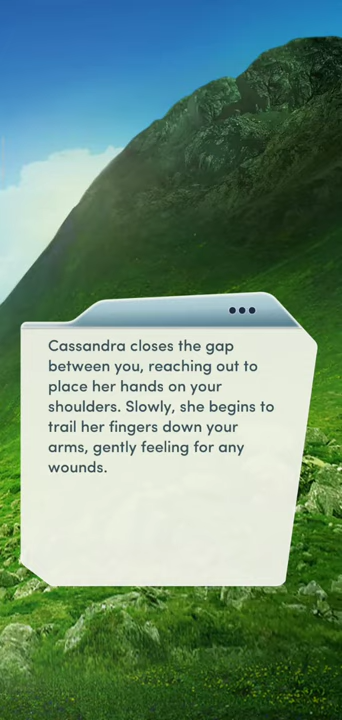 Cassandra closes the gap
between you, reaching out to
place her hands on your
shoulders. Slowly, she begins to
trail her fingers down your
arms, gently feeling for any
wounds.